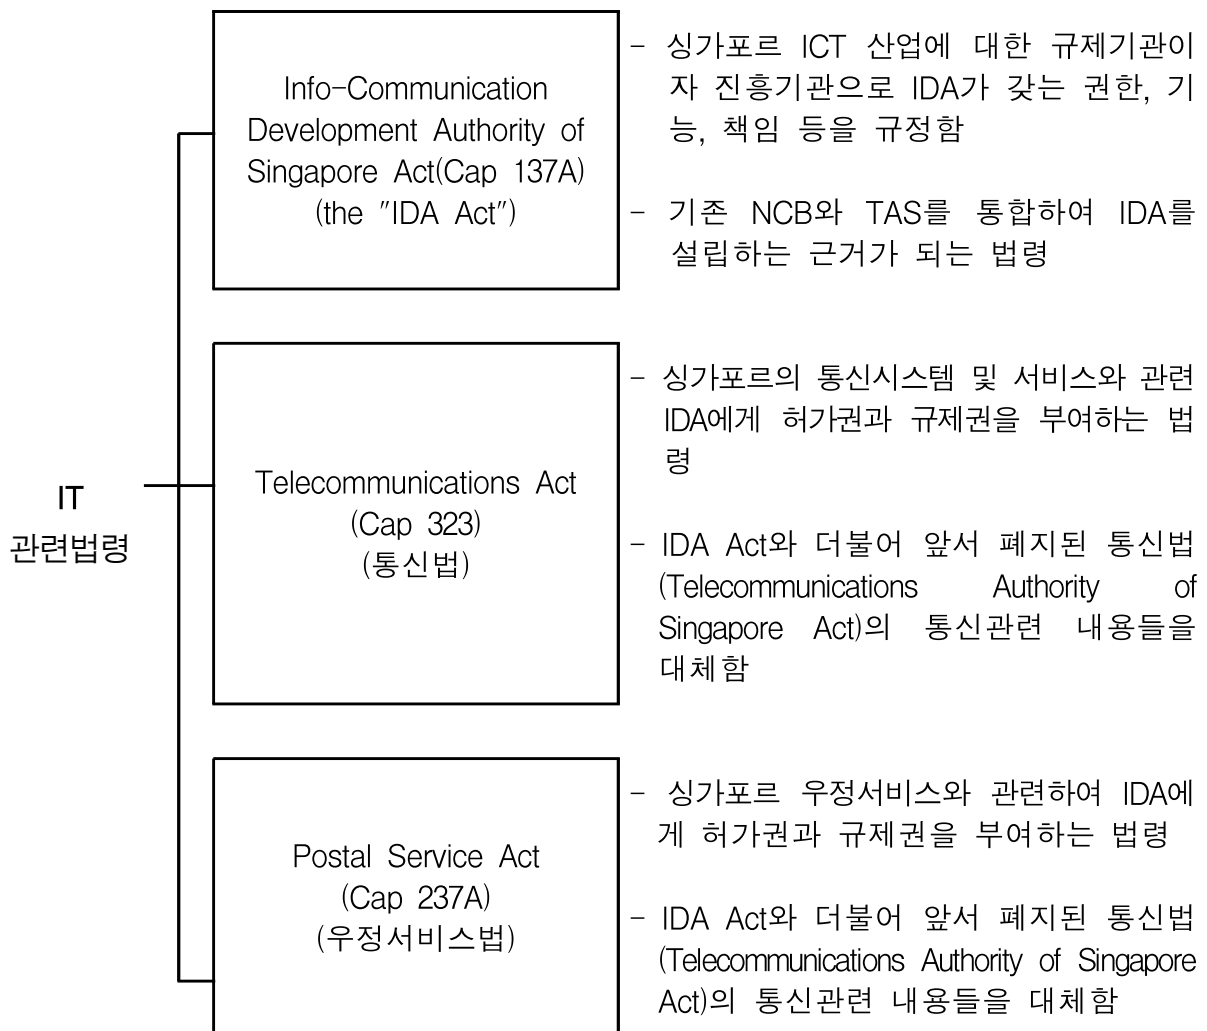 IT
관련법령
Info-Communication
Development Authority of
Singapore Act(Cap 137A)
(the "IDA Act")
- 싱가포르 ICT 산업에 대한 규제기관이
자 진흥기관으로 IDA가 갖는 권한, 기
능, 책임 등을 규정함
- 기존 NCB와 TAS를 통합하여 IDA를
설립하는 근거가 되는 법령
Telecommunications Act
(Cap 323)
(통신법)
- 싱가포르의 통신시스템 및 서비스와 관련
IDA에게 허가권과 규제권을 부여하는 법
령
- IDA Act와 더불어 앞서 폐지된 통신법
(Telecommunications Authority of
Singapore Act)의 통신관련 내용들을
대체함
Postal Service Act
(Cap 237A)
(우정서비스법)
- 싱가포르 우정서비스와 관련하여 IDA에
게 허가권과 규제권을 부여하는 법령
- IDA Act와 더불어 앞서 폐지된 통신법
(Telecommunications Authority of Singapore
Act)의 통신관련 내용들을 대체함